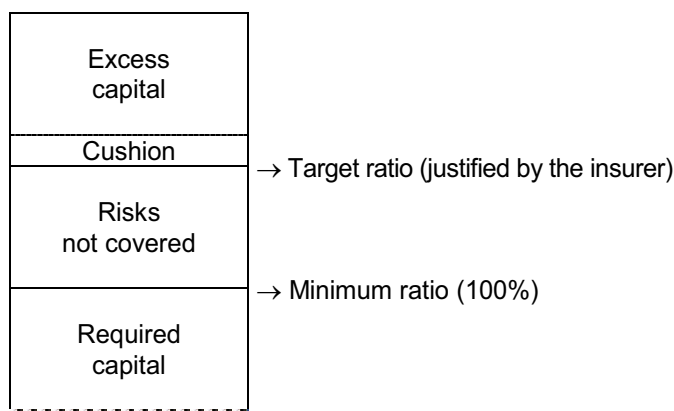 Excess
capital
Cushion
→ Target ratio (justified by the insurer)
Risks
not covered
→ Minimum ratio (100%)
Required
capital